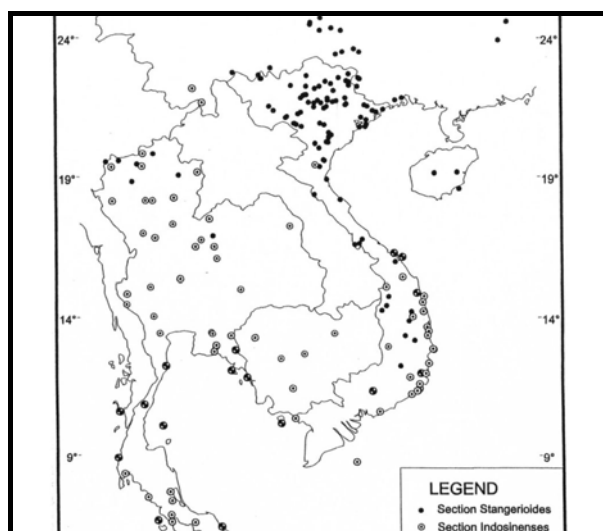 24°
24°
19°
19°
14°
14°
9°
9°
LEGEND
Section Stangerioides
Section Indosinenses